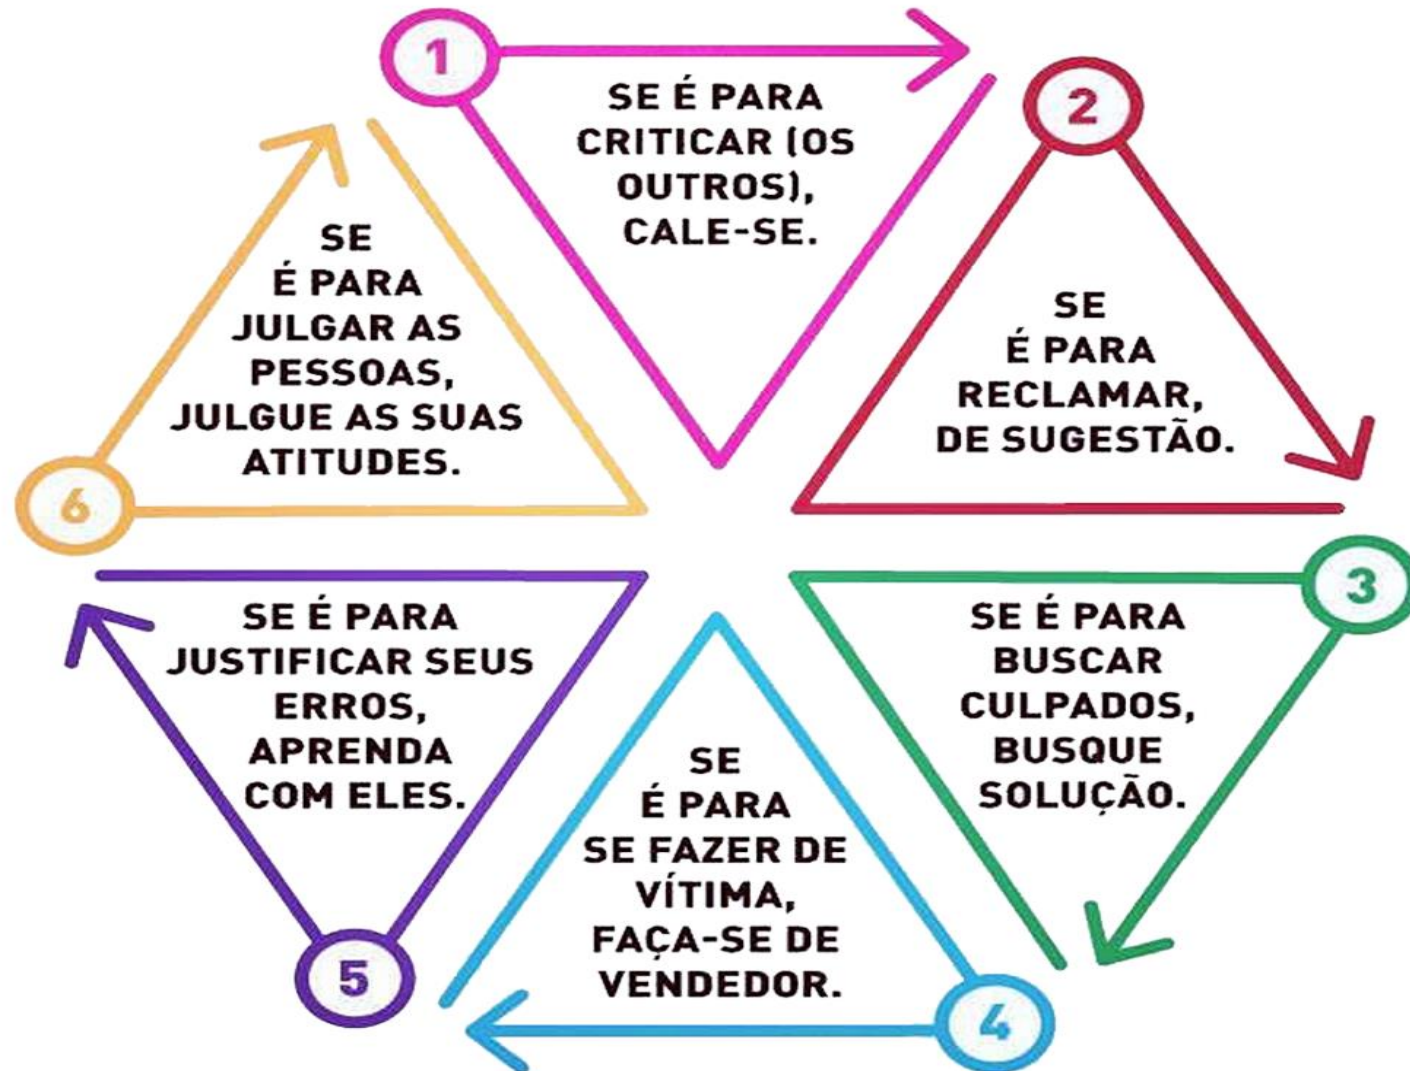 1
SE É PARA
CRITICAR (OS
OUTROS),
CALE-SE.
2
SE
É PARA
RECLAMAR,
DE SUGESTÃO.
3
SE É PARA
BUSCAR
CULPADOS,
BUSQUE
SOLUÇÃO.
4
SE
É PARA
SE FAZER DE
VÍTIMA,
FAÇA-SE DE
VENDEDOR.
5
SE É PARA
JUSTIFICAR SEUS
ERROS,
APRENDA
COM ELES.
6
SE
É PARA
JULGAR AS
PESSOAS,
JULGUE AS SUAS
ATITUDES.